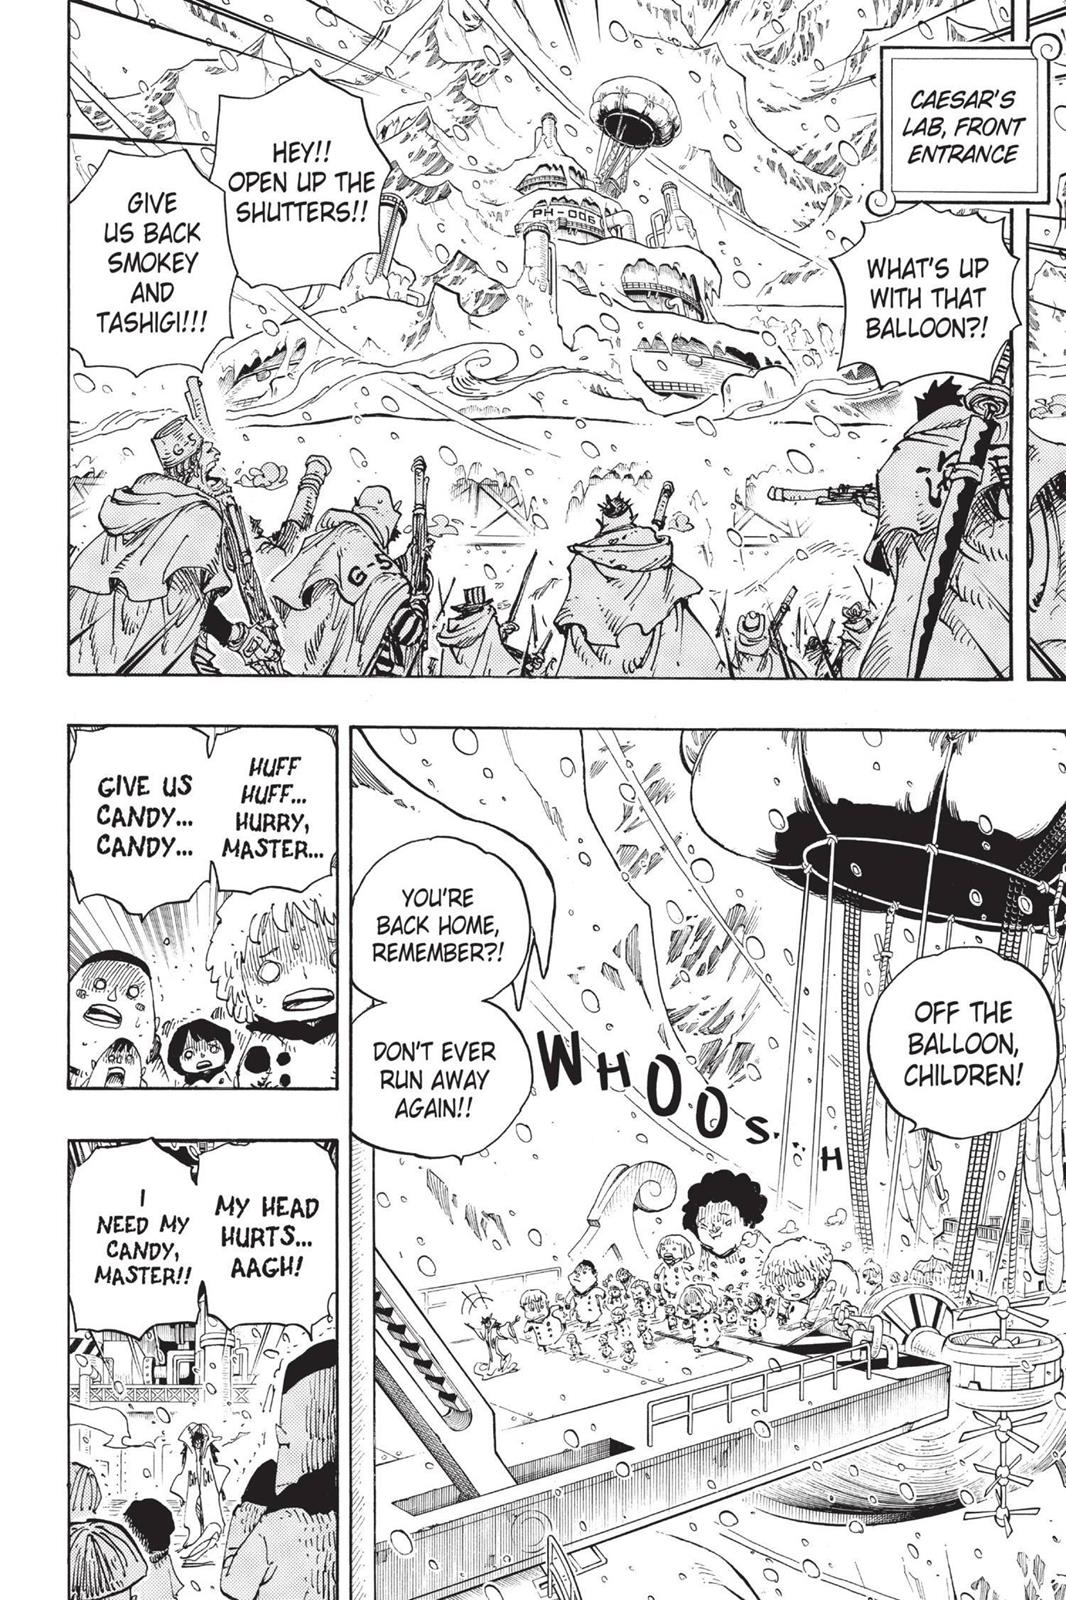 CAESAR'S
LAB, FRONT
ENTRANCE
WHAT'S UP
WITH THAT
BALLOON?!
HEY!!
OPEN UP THE
SHUTTERS!!
GIVE
US BACK
SMOKEY
AND
TASHIGI!!!
PH-006
G-5
G-5
OFF THE
BALLOON,
CHILDREN!
WHOOS..H
YOU'RE
BACK HOME,
REMEMBER?!
DON'T EVER
RUN AWAY
AGAIN!!
HUFF
HUFF...
HURRY,
MASTER...
GIVE US
CANDY...
CANDY...
MY HEAD
HURTS...
AAGH!
I
NEED MY
CANDY,
MASTER!!